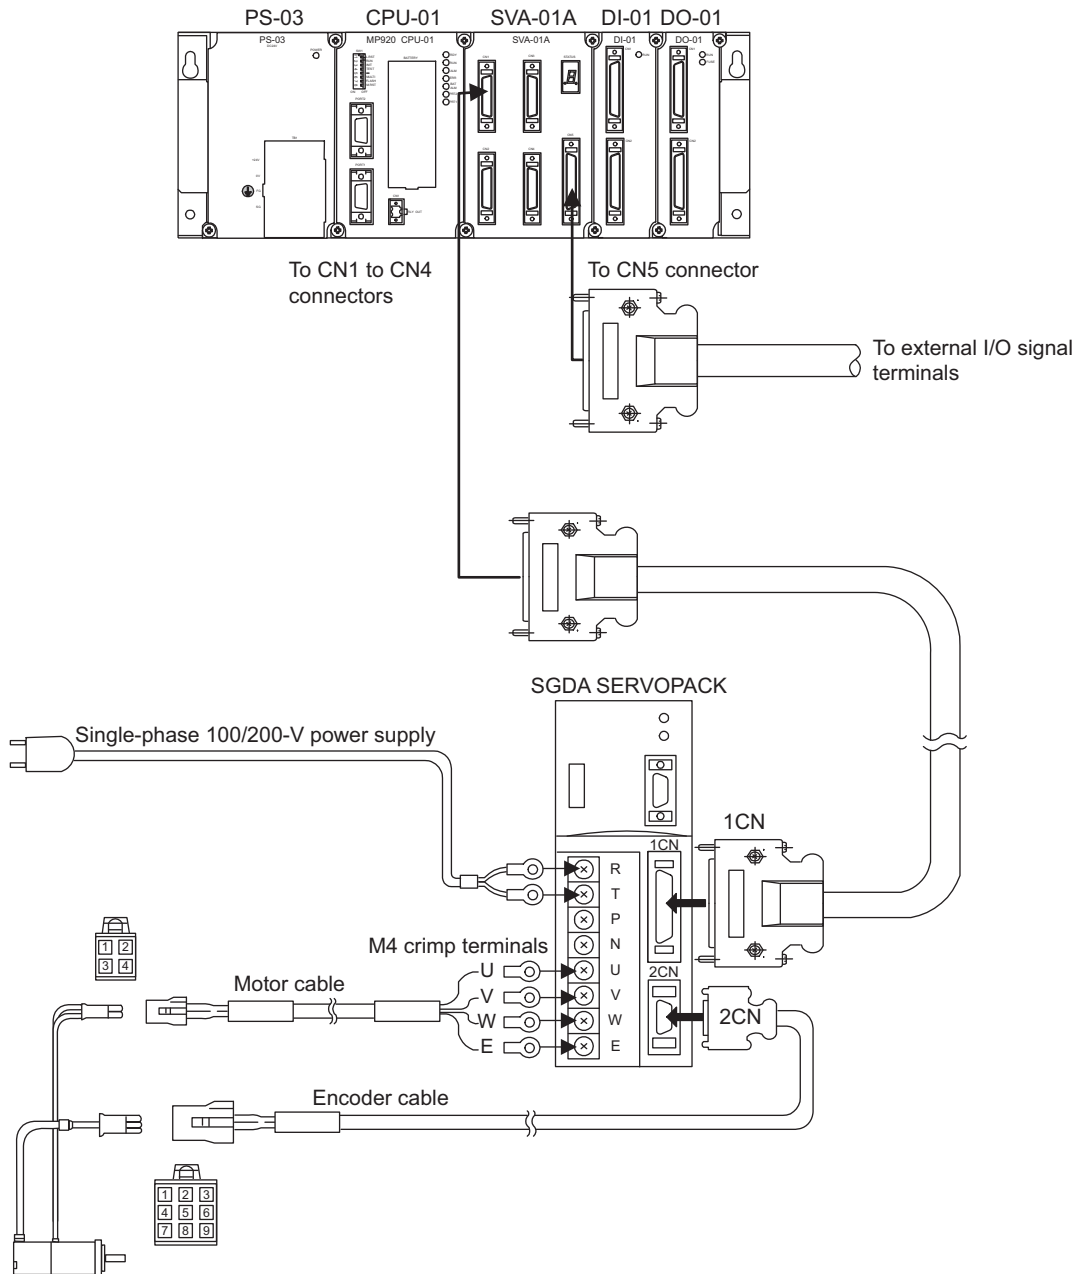 PS-03 CPU-01 SVA-01A DI-01 DO-01
PS-03 MP920 CPU-01 SVA-01A DI-01 DO-01
To CN1 to CN4
connectors
To CN5 connector
To external I/O signal
terminals
SGDA SERVOPACK
Single-phase 100/200-V power supply
1CN
1CN
R
T
P
N
U
V
W
E
2CN
2CN
M4 crimp terminals
U
V
W
E
Motor cable
1 2
3 4
Encoder cable
1 2 3
4 5 6
7 8 9